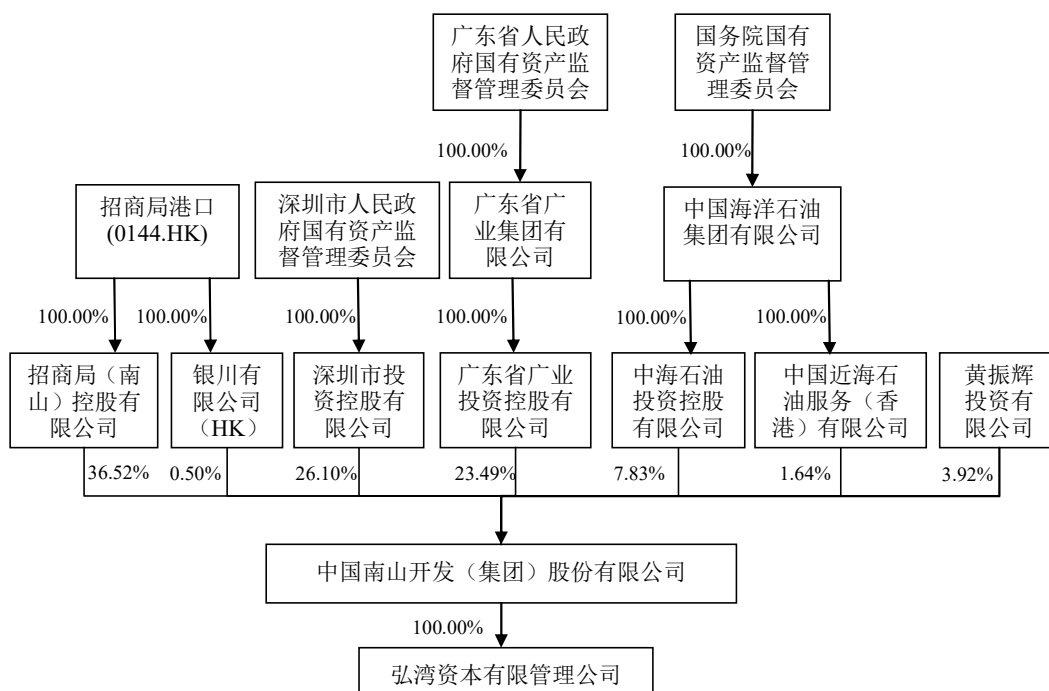 广东省人民政
府国有资产监
督管理委员会
国务院国有
资产监督管
理委员会
100.00%
100.00%
招商局港口
(0144.HK)
深圳市人民政
府国有资产监
督管理委员会
广东省广
业集团有
限公司
中国海洋石油
集团有限公司
100.00%
100.00%
100.00%
100.00%
100.00%
100.00%
招商局（南
山）控股有
限公司
银川有
限公司
（HK）
深圳市投
资控股有
限公司
广东省广业
投资控股有
限公司
中海石油
投资控股
有限公司
中国近海石
油服务（香
港）有限公司
黄振辉
投资有
限公司
36.52%
0.50%
26.10%
23.49%
7.83%
1.64%
3.92%
中国南山开发（集团）股份有限公司
100.00%
弘湾资本有限管理公司